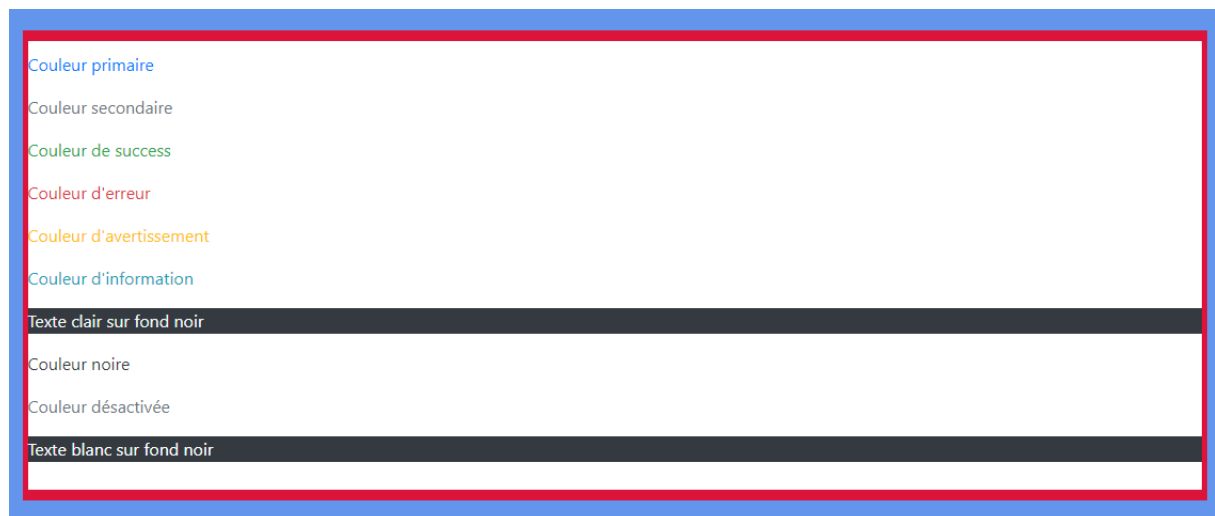 Couleur primaire
Couleur secondaire
Couleur de success
Couleur d'erreur
Couleur d'avertissement
Couleur d'information
Texte clair sur fond noir
Couleur noire
Couleur désactivée
Texte blanc sur fond noir